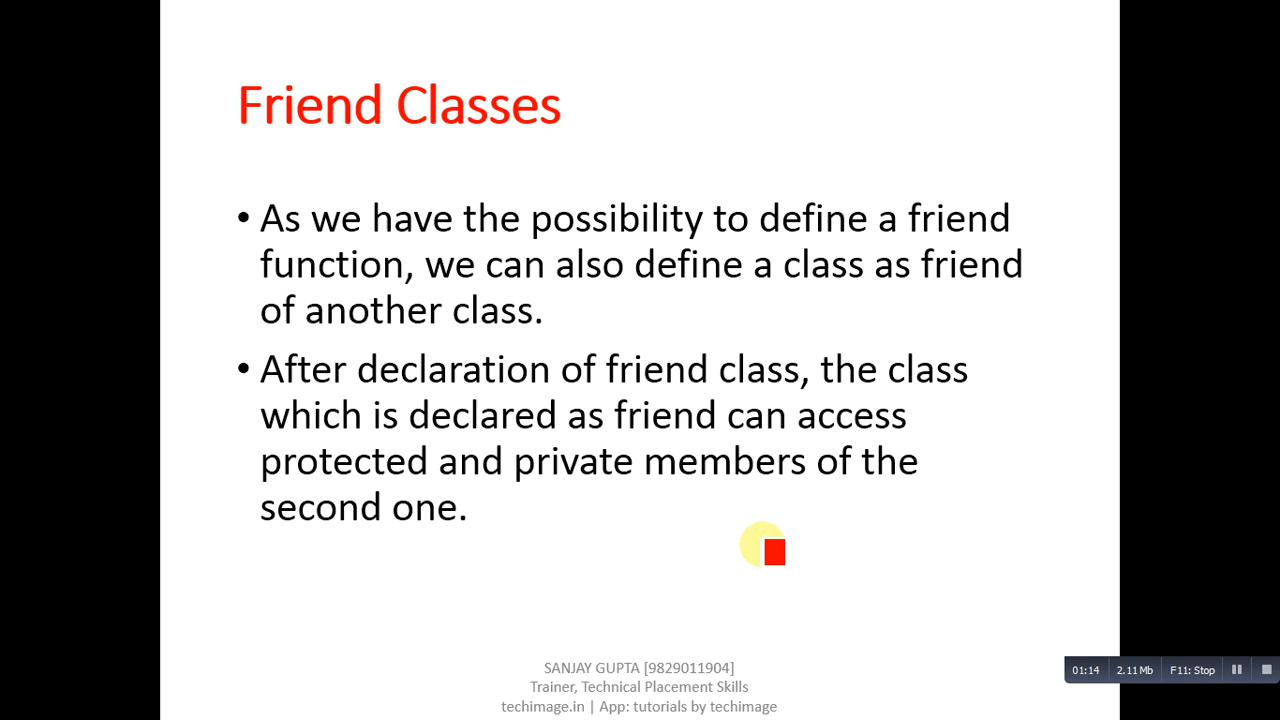 Friend Classes
• As we have the possibility to define a friend
function, we can also define a class as friend
of another class.
• After declaration of friend class, the class
which is declared as friend can access
protected and private members of the
second one.
SANJAY GUPTA [9829011904]
Trainer, Technical Placement Skills
techimage.in | App: tutorials by techimage
01:14 2.11 Mb F11: Stop